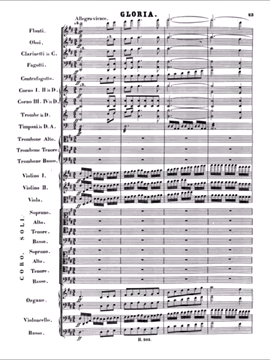 GLORIA.
Allegro vivace.
Flauti.
Oboi.
Clarinetti in C.
Fagotti.
Contrafagotto.
Corno I. II in D.
Corno III. IV in D.
Trombe in D.
Timpani in D. A.
Trombone Alto.
Trombone Tenore.
Trombone Basso.
Violino I.
Violino II.
Viola.
SOLI.
Soprano.
Alto.
Tenore.
Basso.
CORO.
Soprano.
Alto.
Tenore.
Basso.
Organo.
Violoncello.
Basso.